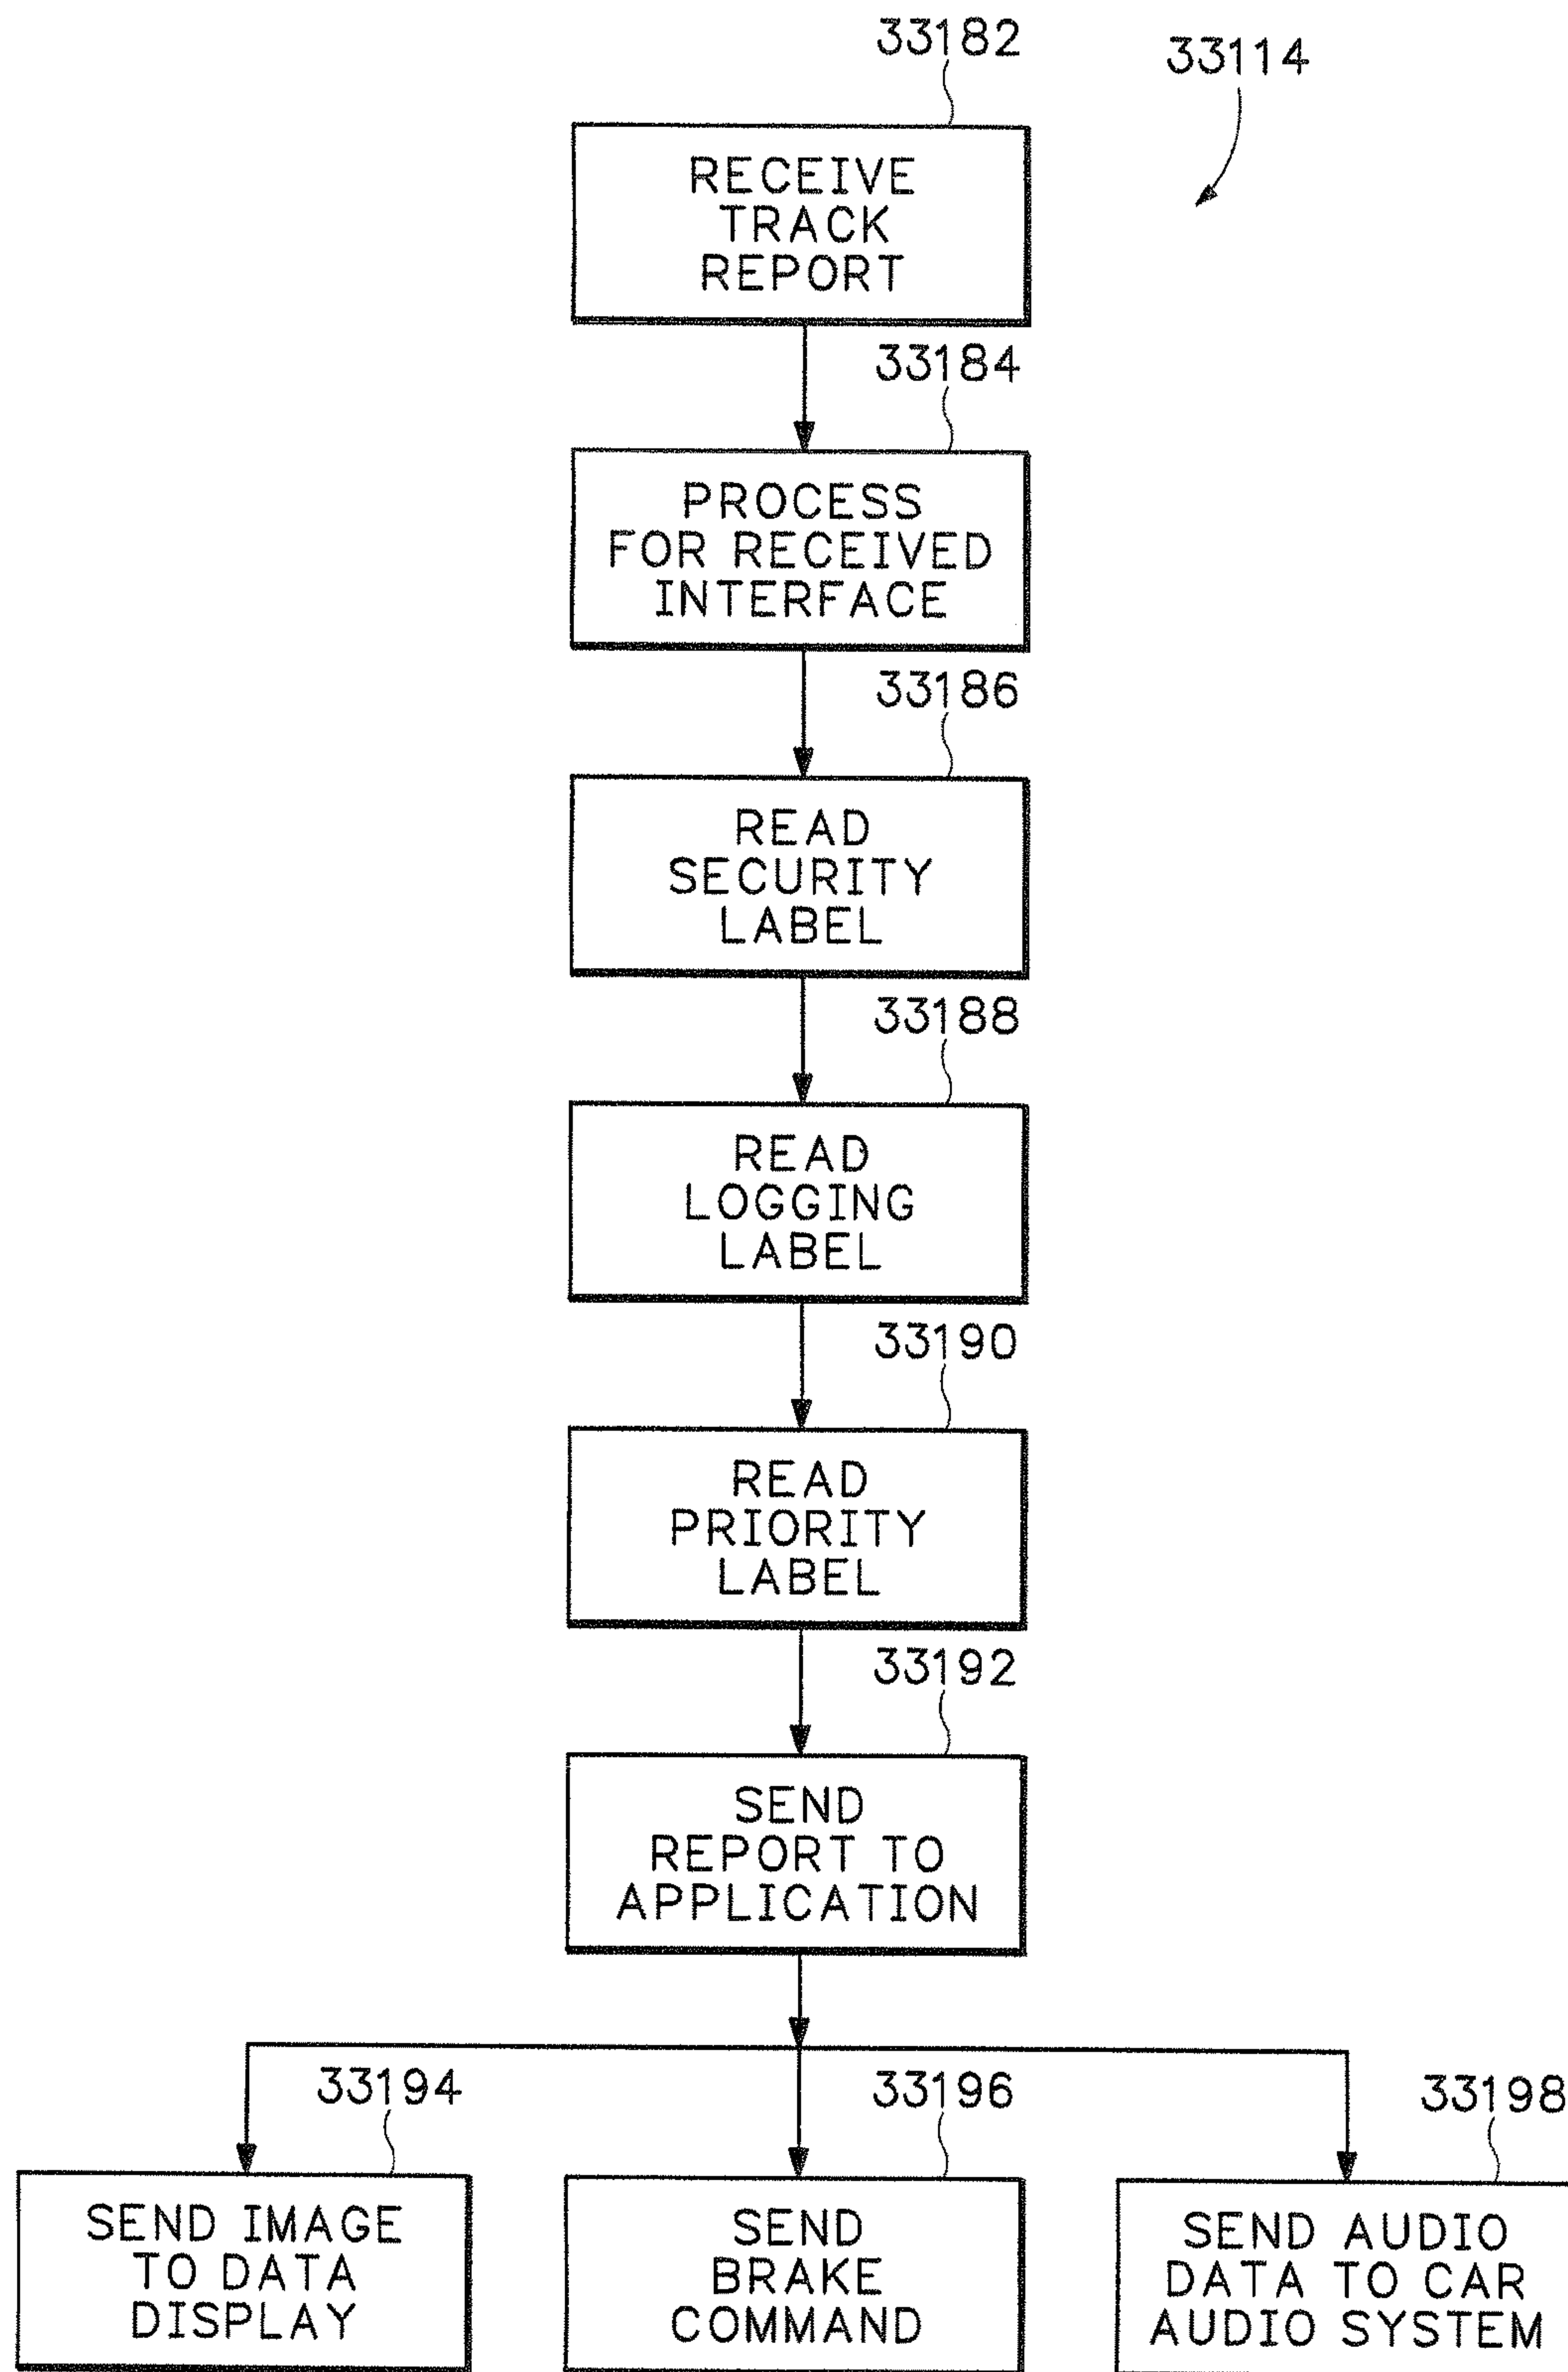 33182
33114
RECEIVE
TRACK
REPORT
33184
PROCESS
FOR RECEIVED
INTERFACE
33186
READ
SECURITY
LABEL
33188
READ
LOGGING
LABEL
33190
READ
PRIORITY
LABEL
33192
SEND
REPORT TO
APPLICATION
33194
SEND IMAGE
TO DATA
DISPLAY
33196
SEND
BRAKE
COMMAND
33198
SEND AUDIO
DATA TO CAR
AUDIO SYSTEM